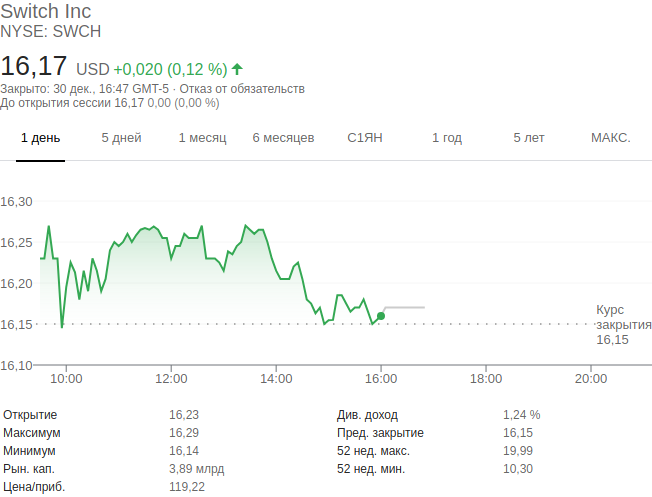 Switch Inc
NYSE: SWCH
16,17 USD +0,020 (0,12 %)
Закрыто: 30 дек., 16:47 GMT-5 · Отказ от обязательств
До открытия сессии 16,17 0,00 (0,00 %)
1 день 5 дней 1 месяц 6 месяцев С1ЯН 1 год 5 лет МАКС.
16,30
16,25
16,20
16,15
16,10
Курс
закрытия
16,15
10:00 12:00 14:00 16:00 18:00 20:00
Открытие 16,23 Див. доход 1,24 %
Максимум 16,29 Пред. закрытие 16,15
Минимум 16,14 52 нед. макс. 19,99
Рын. кап. 3,89 млрд 52 нед. мин. 10,30
Цена/приб. 119,22